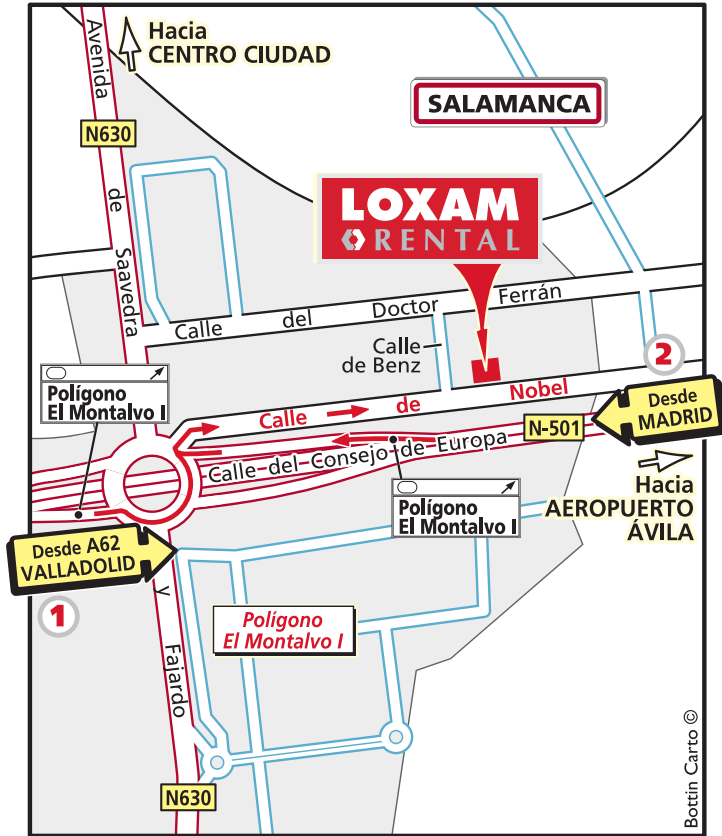 Hacia
CENTRO CIUDAD
Avenida
de
Saavedra
y
Fajardo
N630
SALAMANCA
LOXAM
RENTAL
Calle del Doctor Ferrán
Calle
de Benz
2
Polígono
El Montalvo I
Calle de Nobel
Desde
MADRID
N-501
Calle del Consejo de Europa
Hacia
AEROPUERTO
ÁVILA
Polígono
El Montalvo I
Desde A62
VALLADOLID
1
Polígono
El Montalvo I
N630
Bottin Carto ©